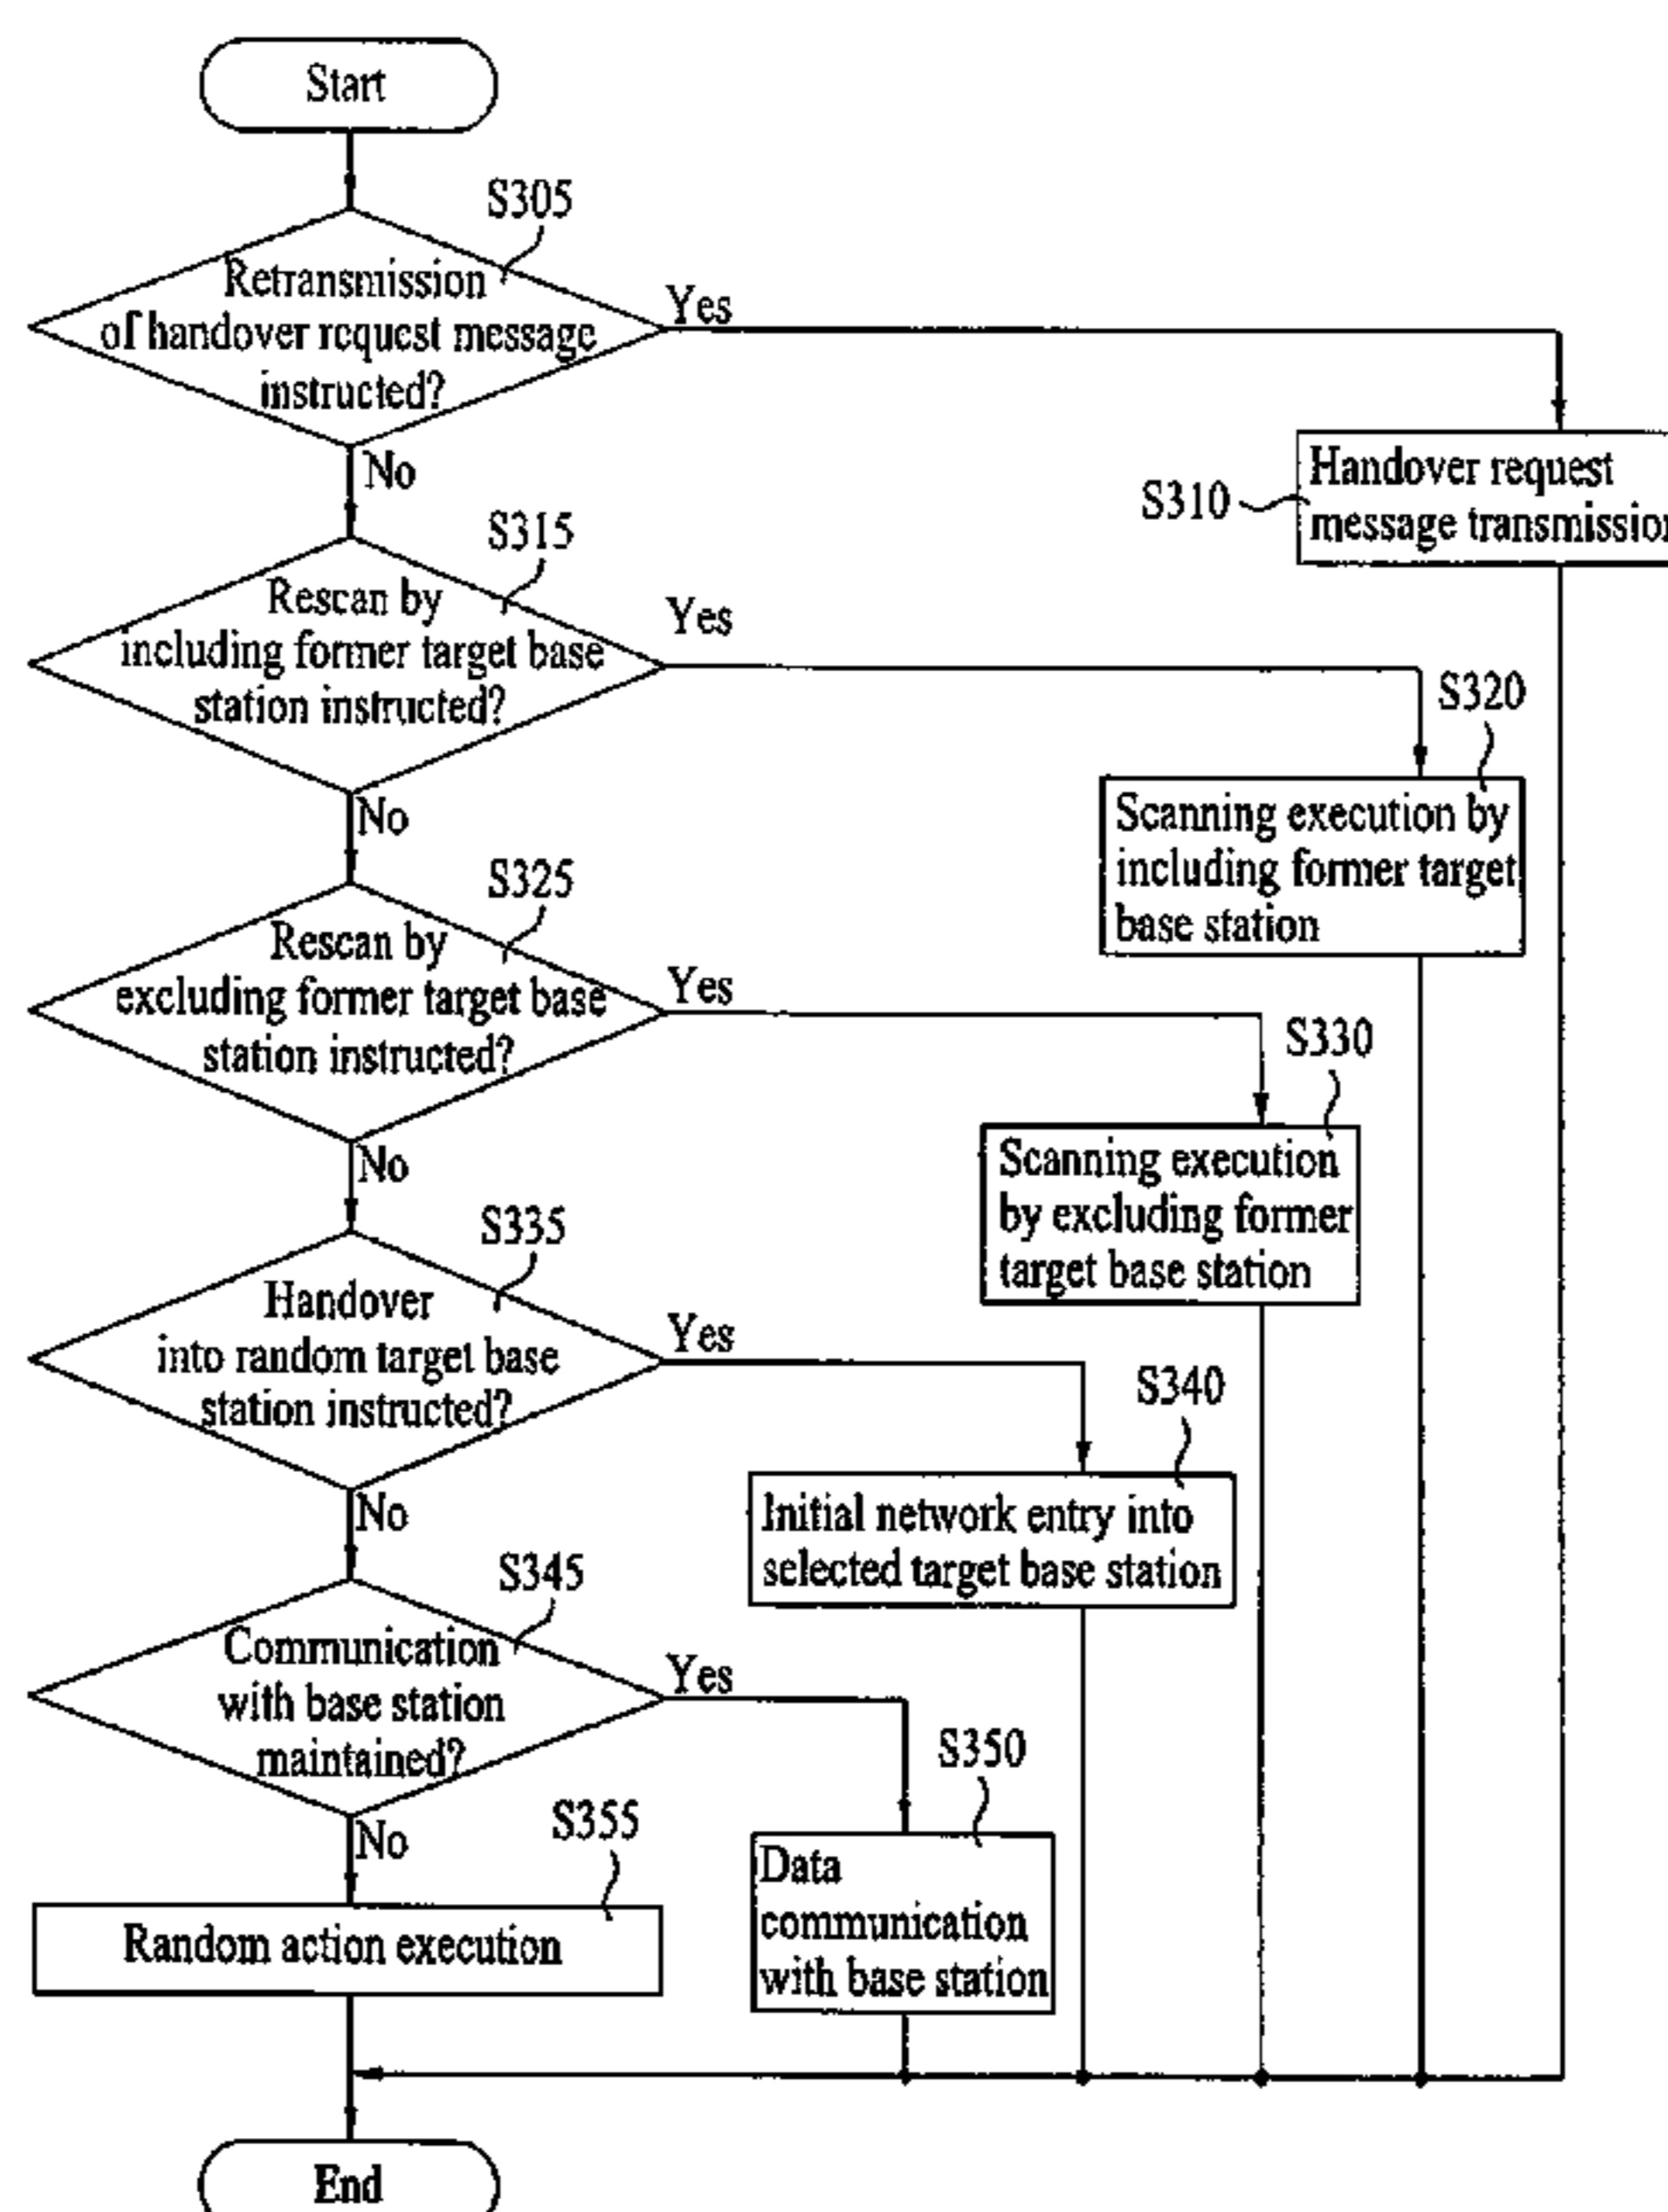 Start
S305
Retransmission
of handover request message
instructed?
Yes
No
S310
Handover request
message transmission
S315
Rescan by
including former target base
station instructed?
Yes
No
S320
Scanning execution by
including former target
base station
S325
Rescan by
excluding former target base
station instructed?
Yes
No
S330
Scanning execution
by excluding former
target base station
S335
Handover
into random target base
station instructed?
Yes
No
S340
Initial network entry into
selected target base station
S345
Communication
with base station
maintained?
Yes
No
S350
Data
communication
with base station
S355
Random action execution
End